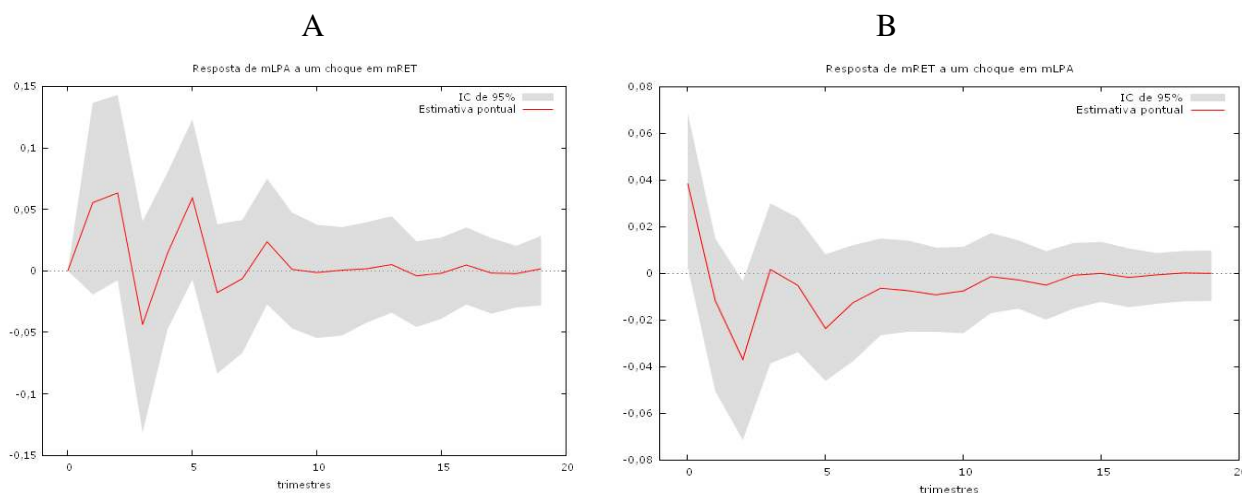 A
Resposta de mLPA a um choque em mRET
IC de 95%
Estimativa pontual
0,15
0,1
0,05
0
-0,05
-0,1
-0,15
0
5
10
15
20
trimestres
B
Resposta de mRET a um choque em mLPA
IC de 95%
Estimativa pontual
0,08
0,06
0,04
0,02
0
-0,02
-0,04
-0,06
-0,08
0
5
10
15
20
trimestres